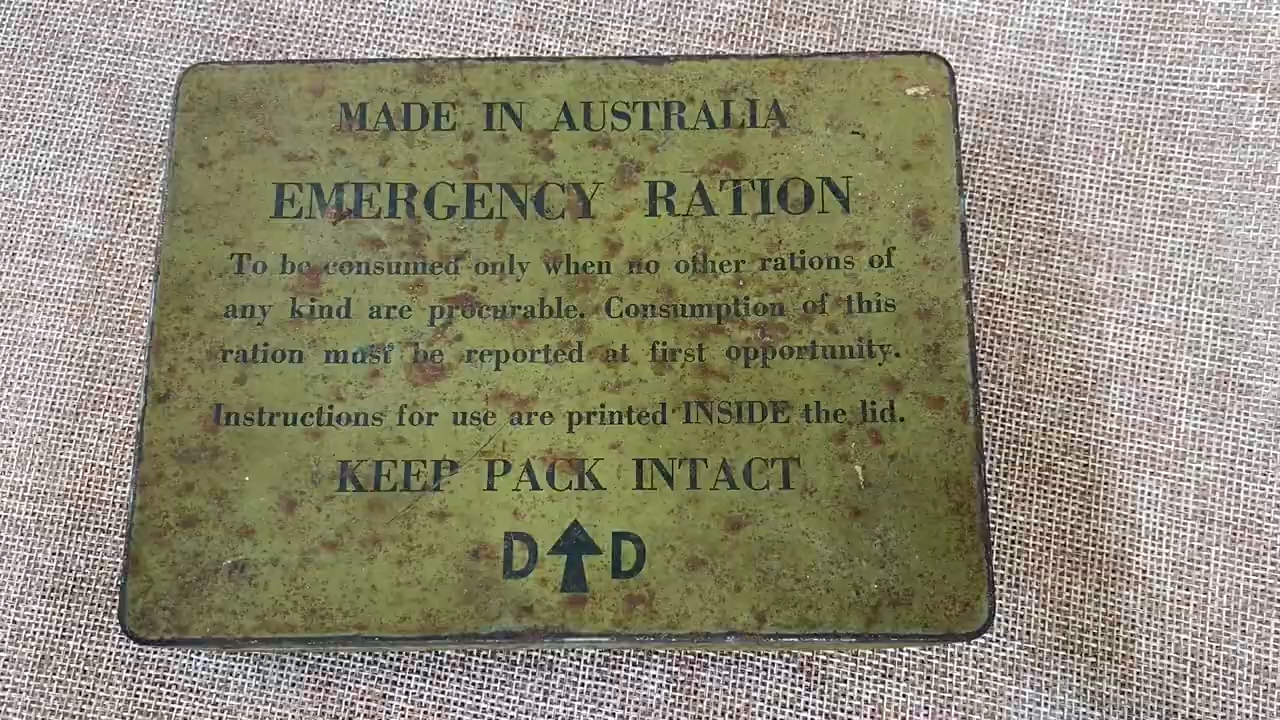 MADE IN AUSTRALIA
EMERGENCY RATION
To be consumed only when no other rations of
any kind are procurable. Consumption of this
ration must be reported at first opportunity.
Instructions for use are printed INSIDE the lid.
KEEP PACK INTACT
D D